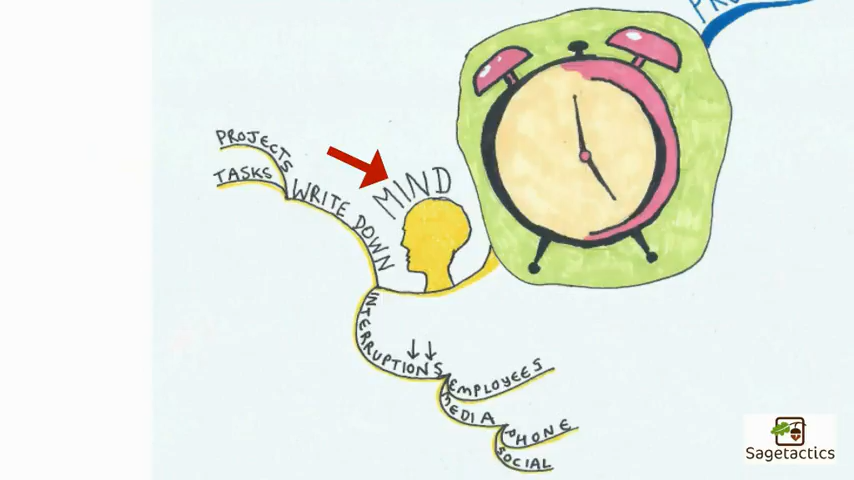 PROJECTS
TASKS
WRITE DOWN
MIND
INTERRUPTIONS
EMPLOYEES
MEDIA
PHONE
SOCIAL
Sagetactics